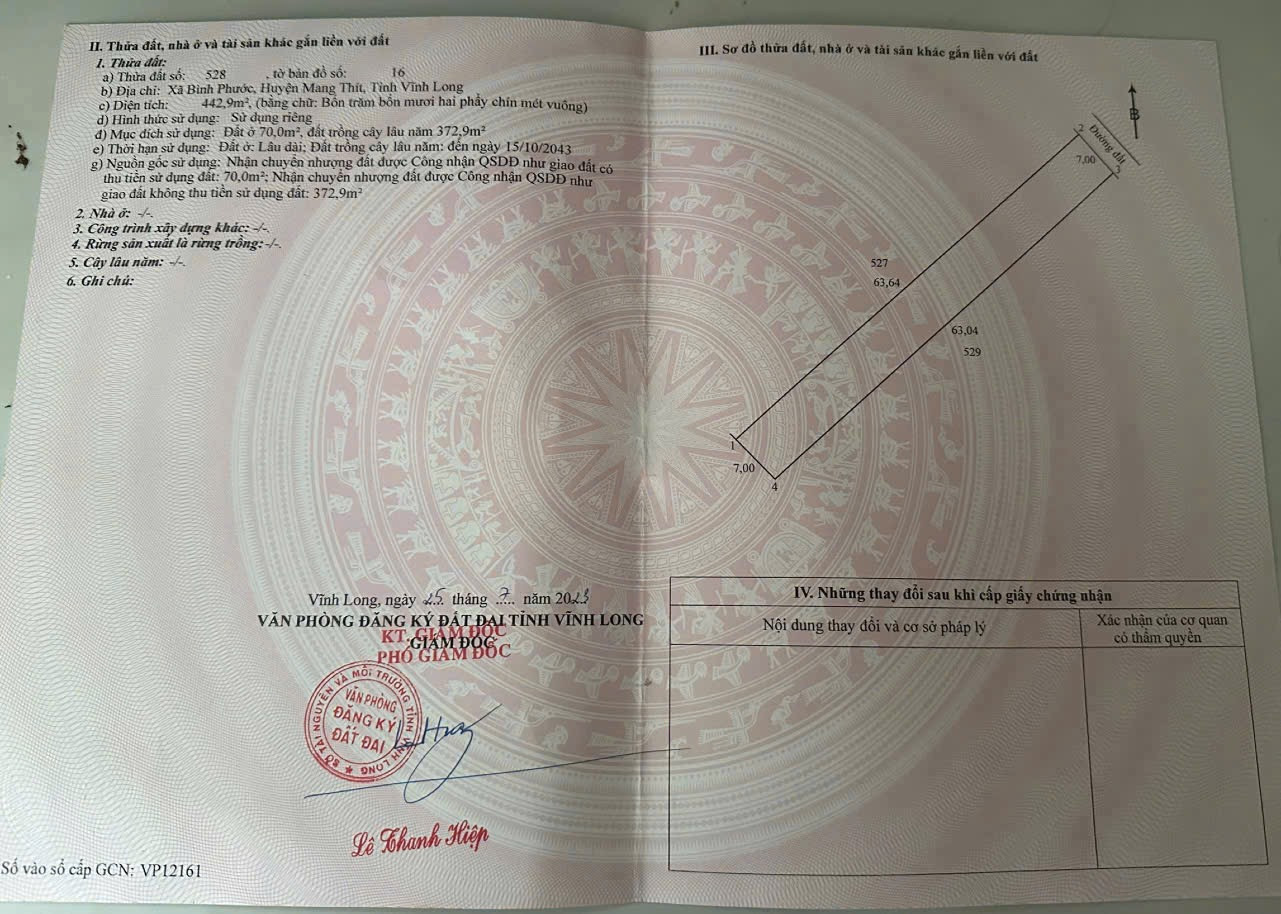 II. Thửa đất, nhà ở và tài sản khác gắn liền với đất
1. Thửa đất:
a) Thửa đất số: 528 , tờ bản đồ số: 16
b) Địa chỉ: Xã Bình Phước, Huyện Mang Thít, Tỉnh Vĩnh Long
c) Diện tích: 442,9m², (bằng chữ: Bốn trăm bốn mươi hai phẩy chín mét vuông)
d) Hình thức sử dụng: Sử dụng riêng
đ) Mục đích sử dụng: Đất ở 70,0m², đất trồng cây lâu năm 372,9m²
e) Thời hạn sử dụng: Đất ở: Lâu dài; Đất trồng cây lâu năm: đến ngày 15/10/2043
g) Nguồn gốc sử dụng: Nhận chuyển nhượng đất được Công nhận QSDĐ như giao đất có
thu tiền sử dụng đất: 70,0m²; Nhận chuyển nhượng đất được Công nhận QSDĐ như
giao đất không thu tiền sử dụng đất: 372,9m²
2. Nhà ở: -/-.
3. Công trình xây dựng khác: -/-.
4. Rừng sản xuất là rừng trồng: -/-.
5. Cây lâu năm: -/-.
6. Ghi chú:
Vĩnh Long, ngày 25 tháng 7 năm 2023
VĂN PHÒNG ĐĂNG KÝ ĐẤT ĐAI TỈNH VĨNH LONG
KT. GIÁM ĐỐC
GIÁM ĐỐC
PHÓ GIÁM ĐỐC
SỞ TÀI NGUYÊN VÀ MÔI TRƯỜNG TỈNH VĨNH LONG
VĂN PHÒNG
ĐĂNG KÝ
ĐẤT ĐAI
Lê Thanh Hiệp
Số vào sổ cấp GCN: VP12161
III. Sơ đồ thửa đất, nhà ở và tài sản khác gắn liền với đất
B
2
Đường đất
7,00
3
527
63,64
63,04
529
1
7,00
4
IV. Những thay đổi sau khi cấp giấy chứng nhận
Nội dung thay đổi và cơ sở pháp lý
Xác nhận của cơ quan
có thẩm quyền